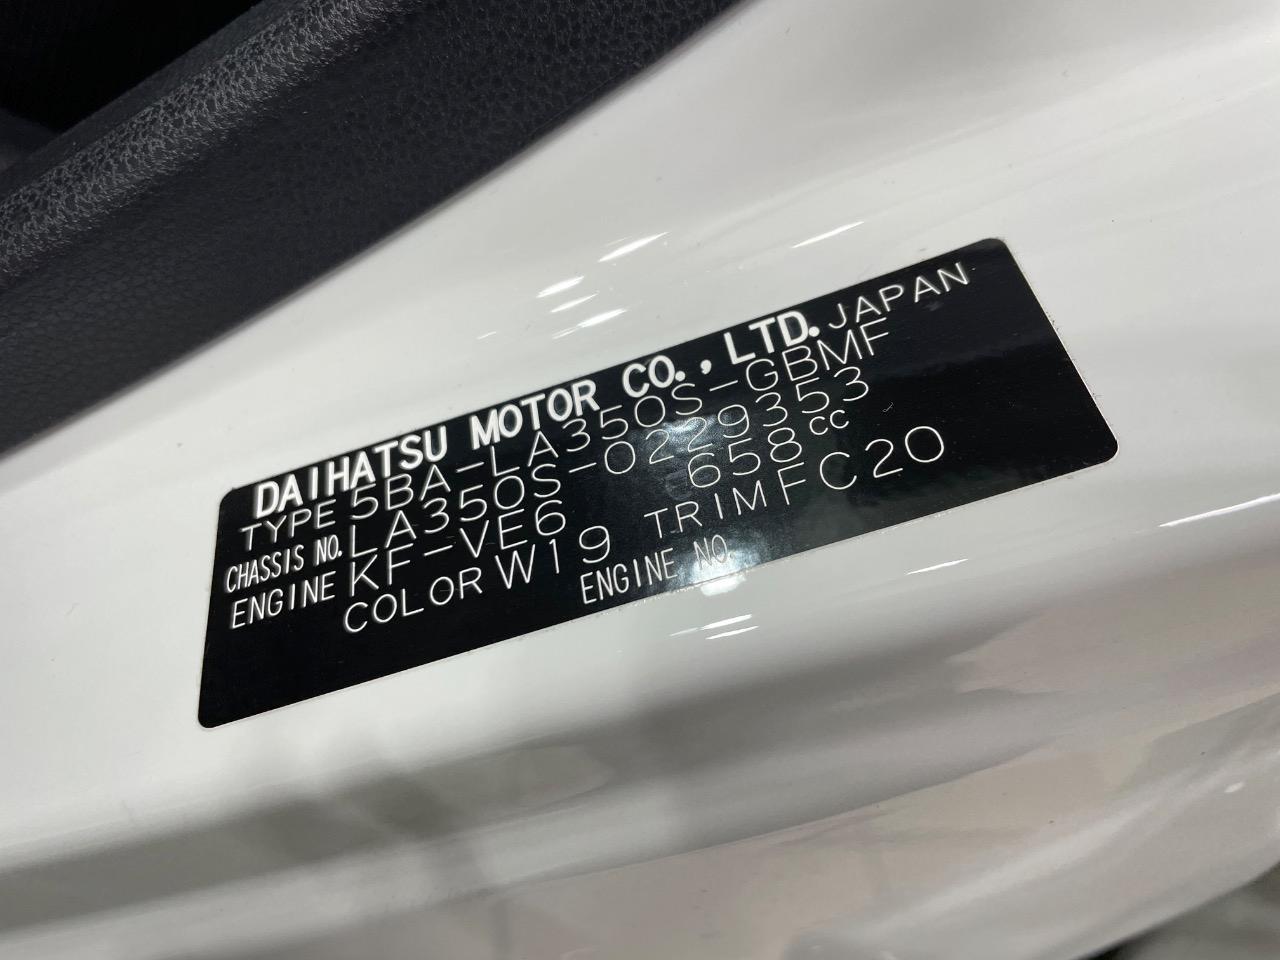 DAIHATSU MOTOR CO., LTD. JAPAN
TYPE 5BA-LA350S-GBMF
CHASSIS NO. LA350S-0229353
ENGINE KF-VE6 658cc
COLOR W19 TRIM FC20
ENGINE NO.